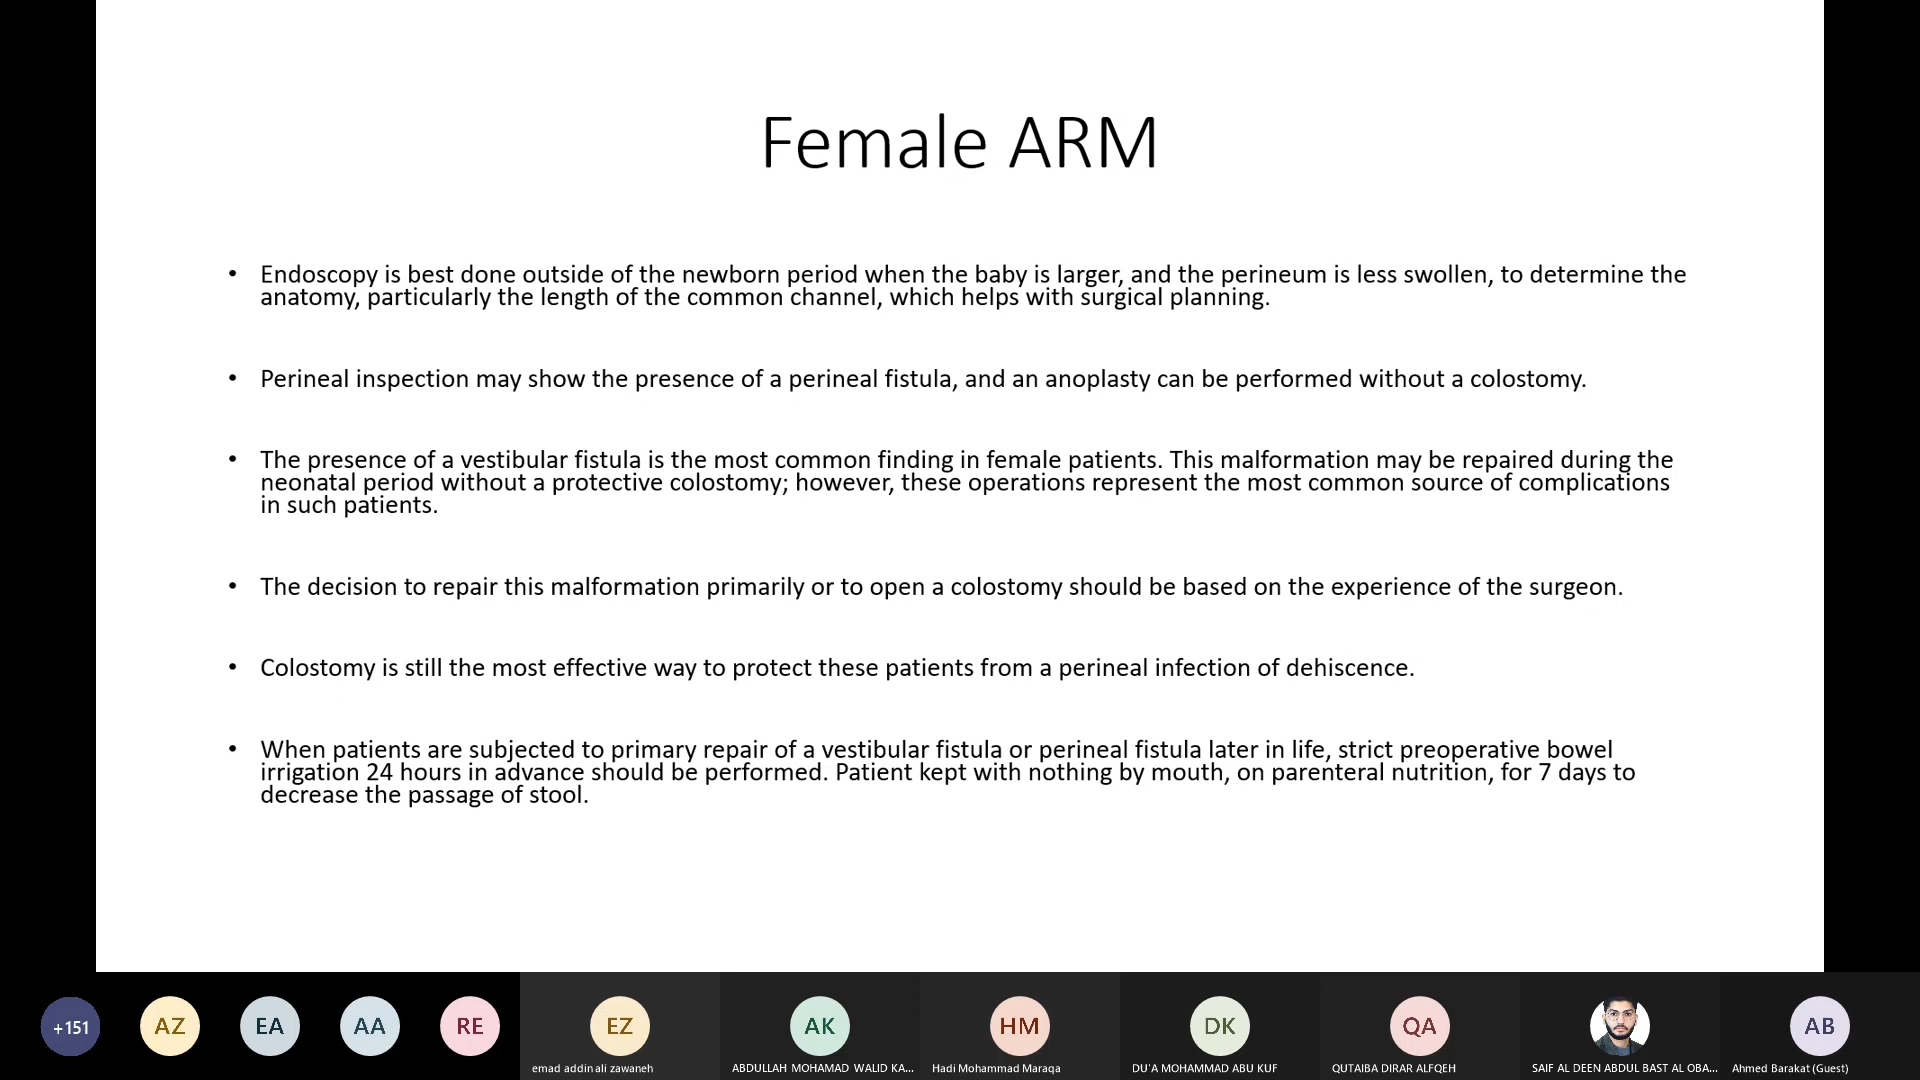 Female ARM
• Endoscopy is best done outside of the newborn period when the baby is larger, and the perineum is less swollen, to determine the
anatomy, particularly the length of the common channel, which helps with surgical planning.
• Perineal inspection may show the presence of a perineal fistula, and an anoplasty can be performed without a colostomy.
• The presence of a vestibular fistula is the most common finding in female patients. This malformation may be repaired during the
neonatal period without a protective colostomy; however, these operations represent the most common source of complications
in such patients.
• The decision to repair this malformation primarily or to open a colostomy should be based on the experience of the surgeon.
• Colostomy is still the most effective way to protect these patients from a perineal infection of dehiscence.
• When patients are subjected to primary repair of a vestibular fistula or perineal fistula later in life, strict preoperative bowel
irrigation 24 hours in advance should be performed. Patient kept with nothing by mouth, on parenteral nutrition, for 7 days to
decrease the passage of stool.
+151 AZ EA AA RE EZ AK HM DK QA AB
emad addin ali zawaneh ABDULLAH MOHAMAD WALID KA... Hadi Mohammad Maraqa DU'A MOHAMMAD ABU KUF QUTAIBA DIRAR ALFQEH SAIF AL DEEN ABDUL BAST AL OBA... Ahmed Barakat (Guest)